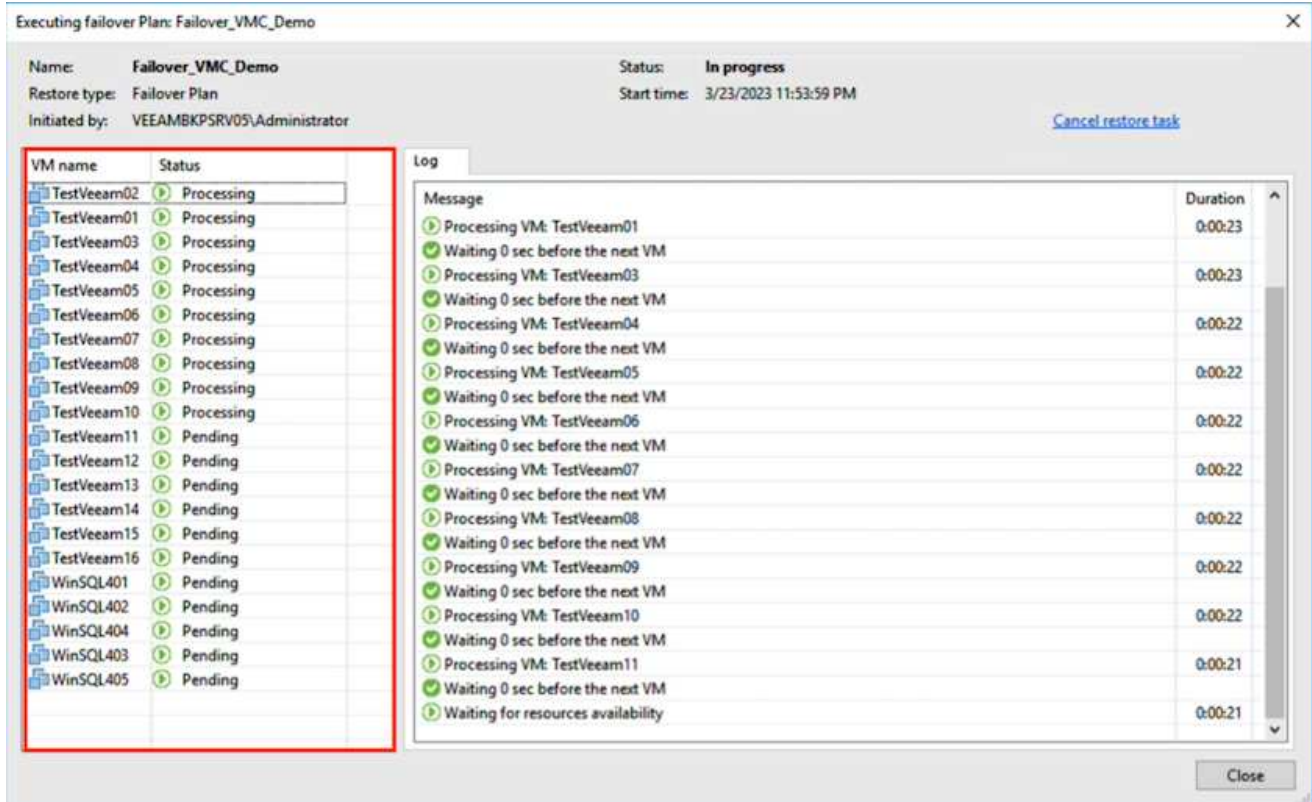 Executing failover Plan: Failover_VMC_Demo
Name: Failover_VMC_Demo Status: In progress
Restore type: Failover Plan Start time: 3/23/2023 11:53:59 PM
Initiated by: VEEAMBKPSRV05\Administrator Cancel restore task
VM name Status
TestVeeam02 Processing
TestVeeam01 Processing
TestVeeam03 Processing
TestVeeam04 Processing
TestVeeam05 Processing
TestVeeam06 Processing
TestVeeam07 Processing
TestVeeam08 Processing
TestVeeam09 Processing
TestVeeam10 Processing
TestVeeam11 Pending
TestVeeam12 Pending
TestVeeam13 Pending
TestVeeam14 Pending
TestVeeam15 Pending
TestVeeam16 Pending
WinSQL401 Pending
WinSQL402 Pending
WinSQL404 Pending
WinSQL403 Pending
WinSQL405 Pending
Log
Message Duration
Processing VM: TestVeeam01 0:00:23
Waiting 0 sec before the next VM
Processing VM: TestVeeam03 0:00:23
Waiting 0 sec before the next VM
Processing VM: TestVeeam04 0:00:22
Waiting 0 sec before the next VM
Processing VM: TestVeeam05 0:00:22
Waiting 0 sec before the next VM
Processing VM: TestVeeam06 0:00:22
Waiting 0 sec before the next VM
Processing VM: TestVeeam07 0:00:22
Waiting 0 sec before the next VM
Processing VM: TestVeeam08 0:00:22
Waiting 0 sec before the next VM
Processing VM: TestVeeam09 0:00:22
Waiting 0 sec before the next VM
Processing VM: TestVeeam10 0:00:22
Waiting 0 sec before the next VM
Processing VM: TestVeeam11 0:00:21
Waiting 0 sec before the next VM
Waiting for resources availability 0:00:21
Close